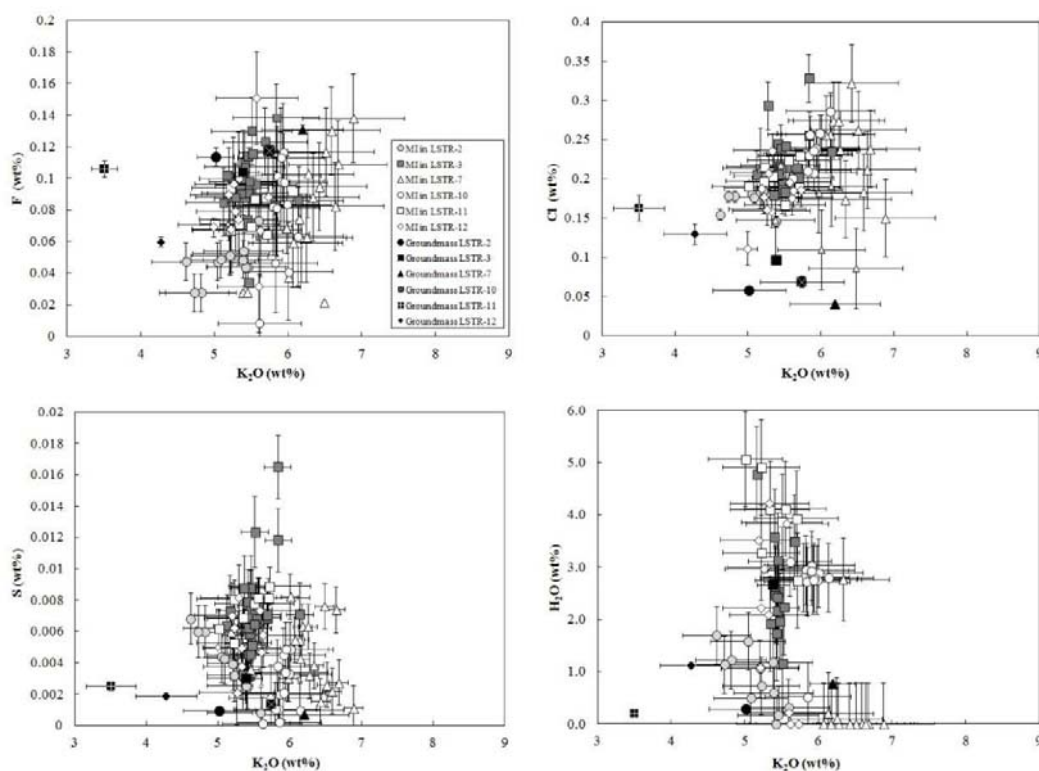 0.2
0.18
0.16
0.14
0.12
0.1
0.08
0.06
0.04
0.02
0
F (wt%)
3 4 5 6 7 8 9
K₂O (wt%)
MI in LSTR-2
MI in LSTR-3
MI in LSTR-7
MI in LSTR-10
MI in LSTR-11
MI in LSTR-12
Groundmass LSTR-2
Groundmass LSTR-3
Groundmass LSTR-7
Groundmass LSTR-10
Groundmass LSTR-11
Groundmass LSTR-12
0.4
0.35
0.3
0.25
0.2
0.15
0.1
0.05
0.00
Cl (wt%)
3 4 5 6 7 8 9
K₂O (wt%)
0.02
0.018
0.016
0.014
0.012
0.01
0.008
0.006
0.004
0.002
0
S (wt%)
3 4 5 6 7 8 9
K₂O (wt%)
6.0
5.0
4.0
3.0
2.0
1.0
0.0
H₂O (wt%)
3 4 5 6 7 8 9
K₂O (wt%)